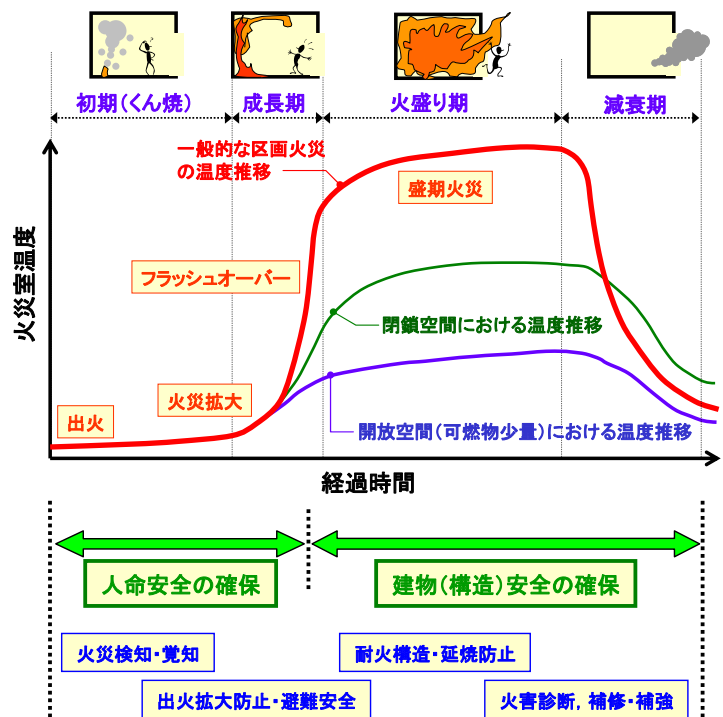 初期(くん焼)
成長期
火盛り期
減衰期
一般的な区画火災
の温度推移
盛期火災
フラッシュオーバー
火災室温度
閉鎖空間における温度推移
火災拡大
出火
開放空間(可燃物少量)における温度推移
経過時間
人命安全の確保
建物(構造)安全の確保
火災検知・覚知
耐火構造・延焼防止
出火拡大防止・避難安全
火害診断,補修・補強